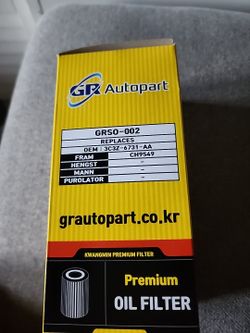 GR Autopart
GRSO-002
REPLACES
OEM : 3C3Z-6731-AA
FRAM CH9549
HENGST -
MANN -
PUROLATOR -
grautopart.co.kr
KWANGMIN PREMIUM FILTER
Premium
OIL FILTER